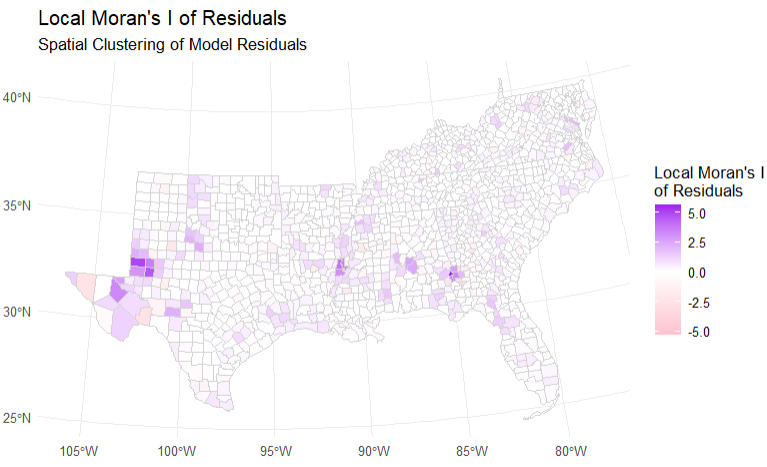 Local Moran's I of Residuals
Spatial Clustering of Model Residuals
40°N
35°N
30°N
25°N
105°W
100°W
95°W
90°W
85°W
80°W
Local Moran's I
of Residuals
5.0
2.5
0.0
-2.5
-5.0